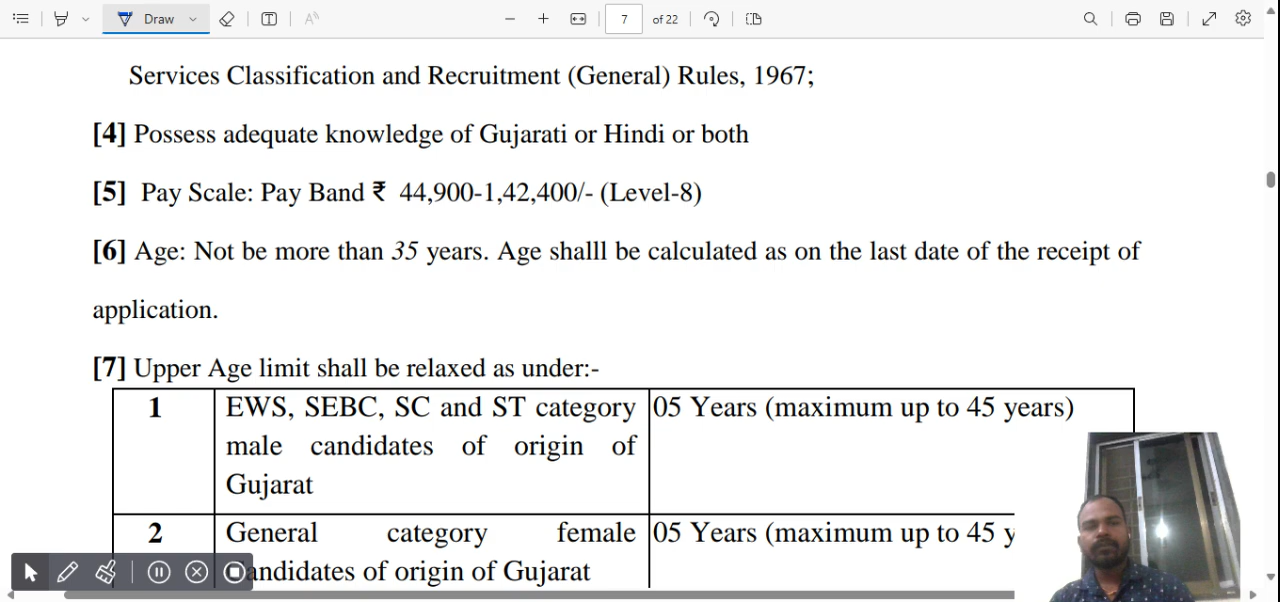 Draw
7
of 22
Services Classification and Recruitment (General) Rules, 1967;
[4] Possess adequate knowledge of Gujarati or Hindi or both
[5] Pay Scale: Pay Band ₹ 44,900-1,42,400/- (Level-8)
[6] Age: Not be more than 35 years. Age shalll be calculated as on the last date of the receipt of
application.
[7] Upper Age limit shall be relaxed as under:-
1
EWS, SEBC, SC and ST category
male candidates of origin of
Gujarat
05 Years (maximum up to 45 years)
2
General category female
andidates of origin of Gujarat
05 Years (maximum up to 45 y